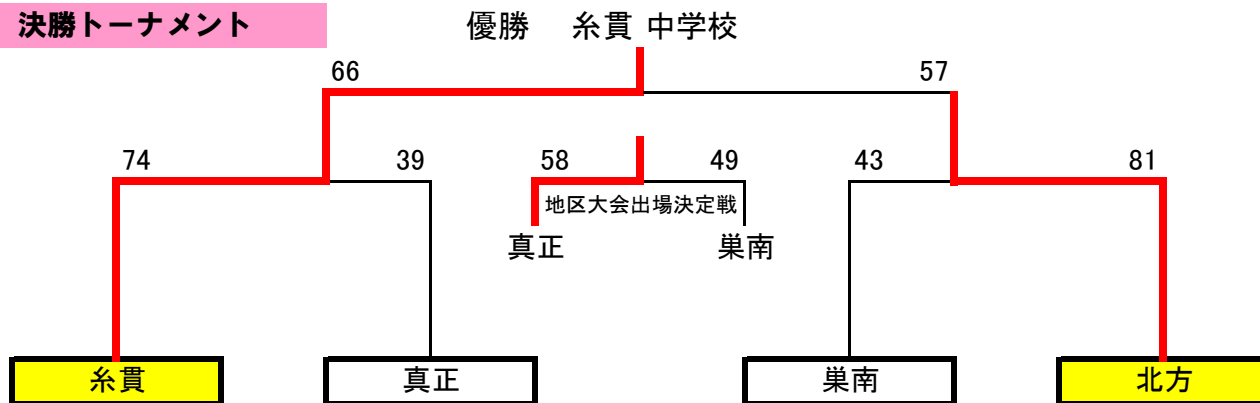 決勝トーナメント
優勝 糸貫 中学校
66 57
74 39 58 49 43 81
地区大会出場決定戦
真正 巣南
糸貫 真正 巣南 北方